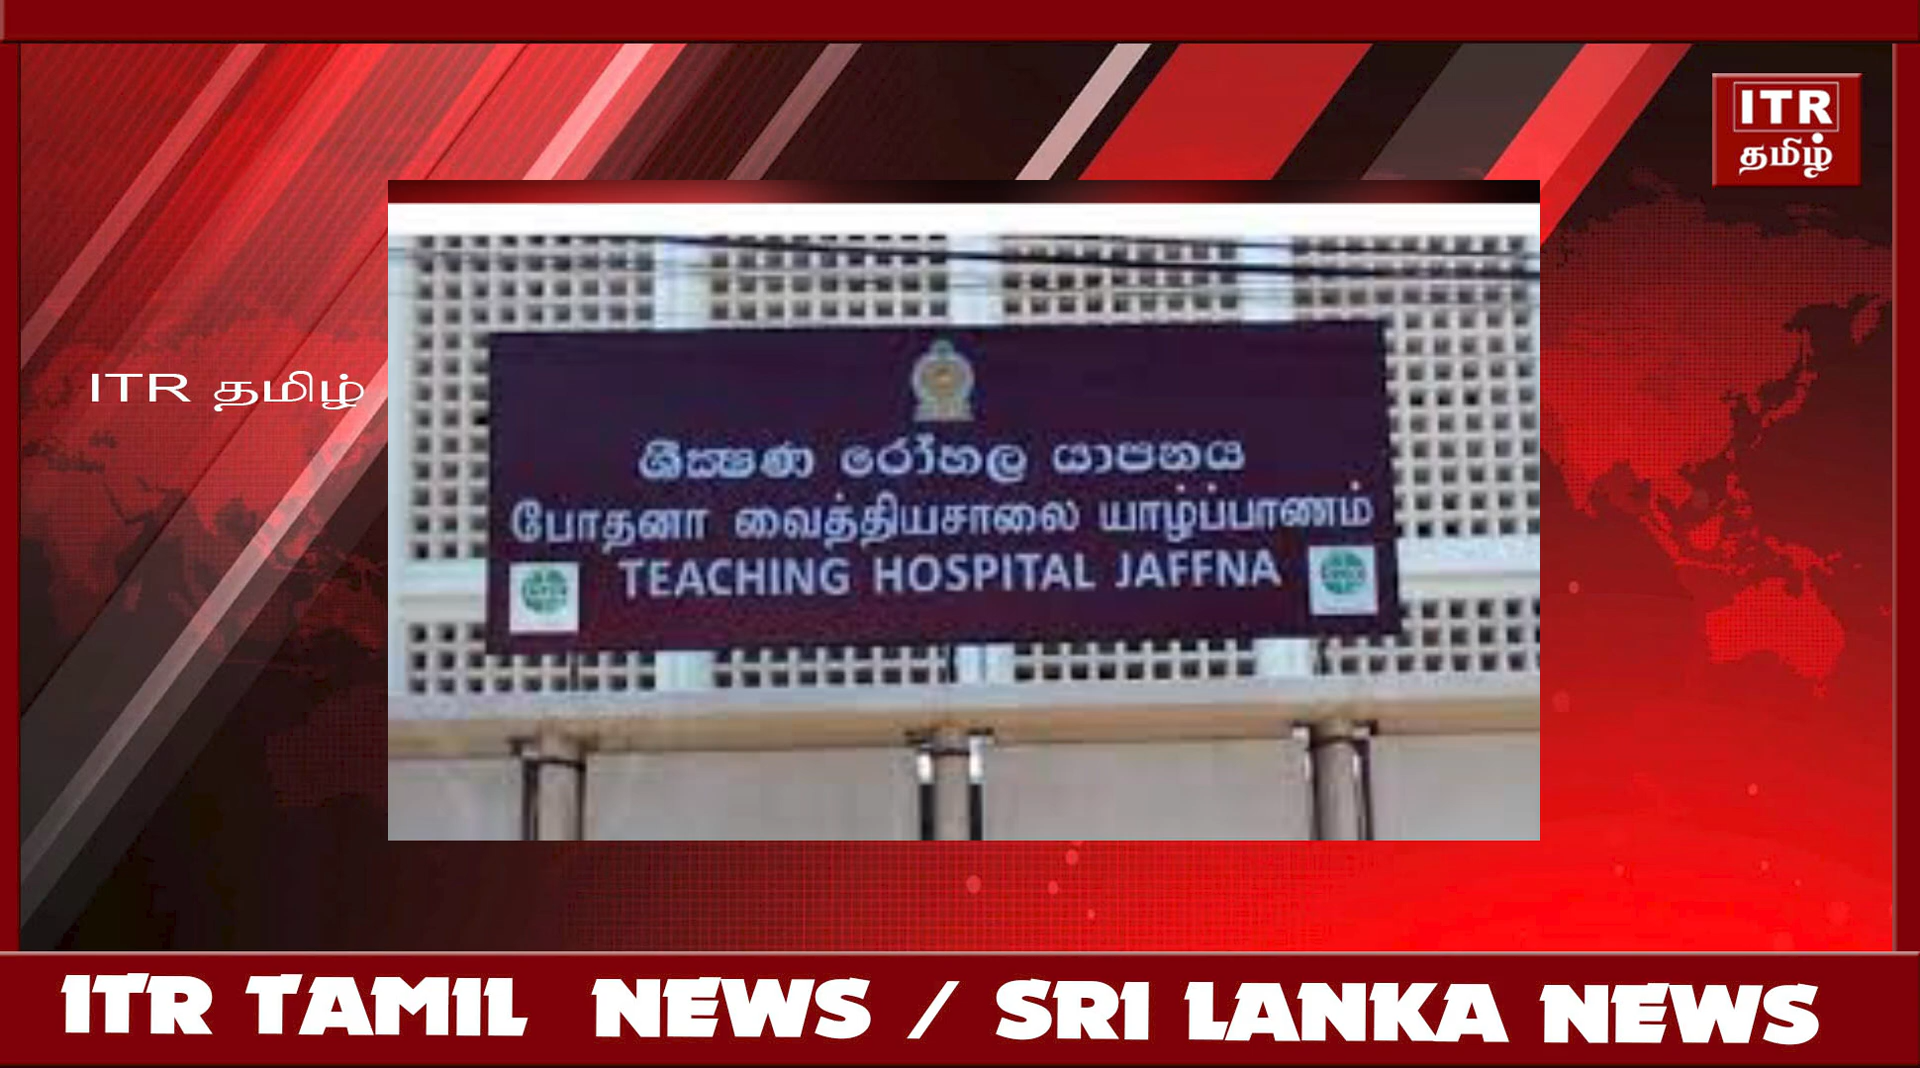 ITR
தமிழ்
ITR தமிழ்
ශික්ෂණ රෝහල යාපනය
போதனா வைத்தியசாலை யாழ்ப்பாணம்
TEACHING HOSPITAL JAFFNA
ITR TAMIL NEWS / SRI LANKA NEWS